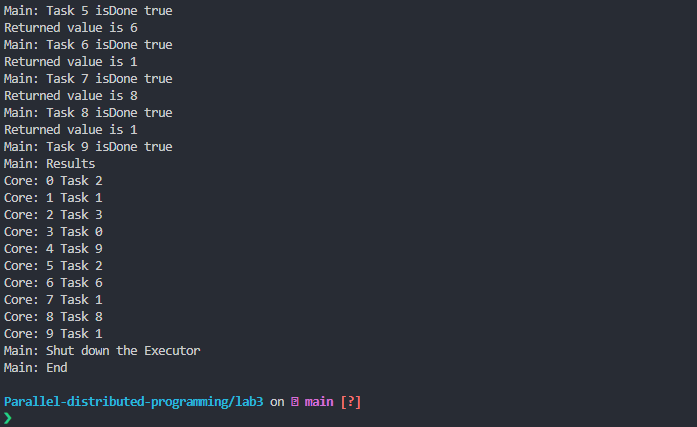 Main: Task 5 isDone true
Returned value is 6
Main: Task 6 isDone true
Returned value is 1
Main: Task 7 isDone true
Returned value is 8
Main: Task 8 isDone true
Returned value is 1
Main: Task 9 isDone true
Main: Results
Core: 0 Task 2
Core: 1 Task 1
Core: 2 Task 3
Core: 3 Task 0
Core: 4 Task 9
Core: 5 Task 2
Core: 6 Task 6
Core: 7 Task 1
Core: 8 Task 8
Core: 9 Task 1
Main: Shut down the Executor
Main: End
Parallel-distributed-programming/lab3 on main [?]
❯